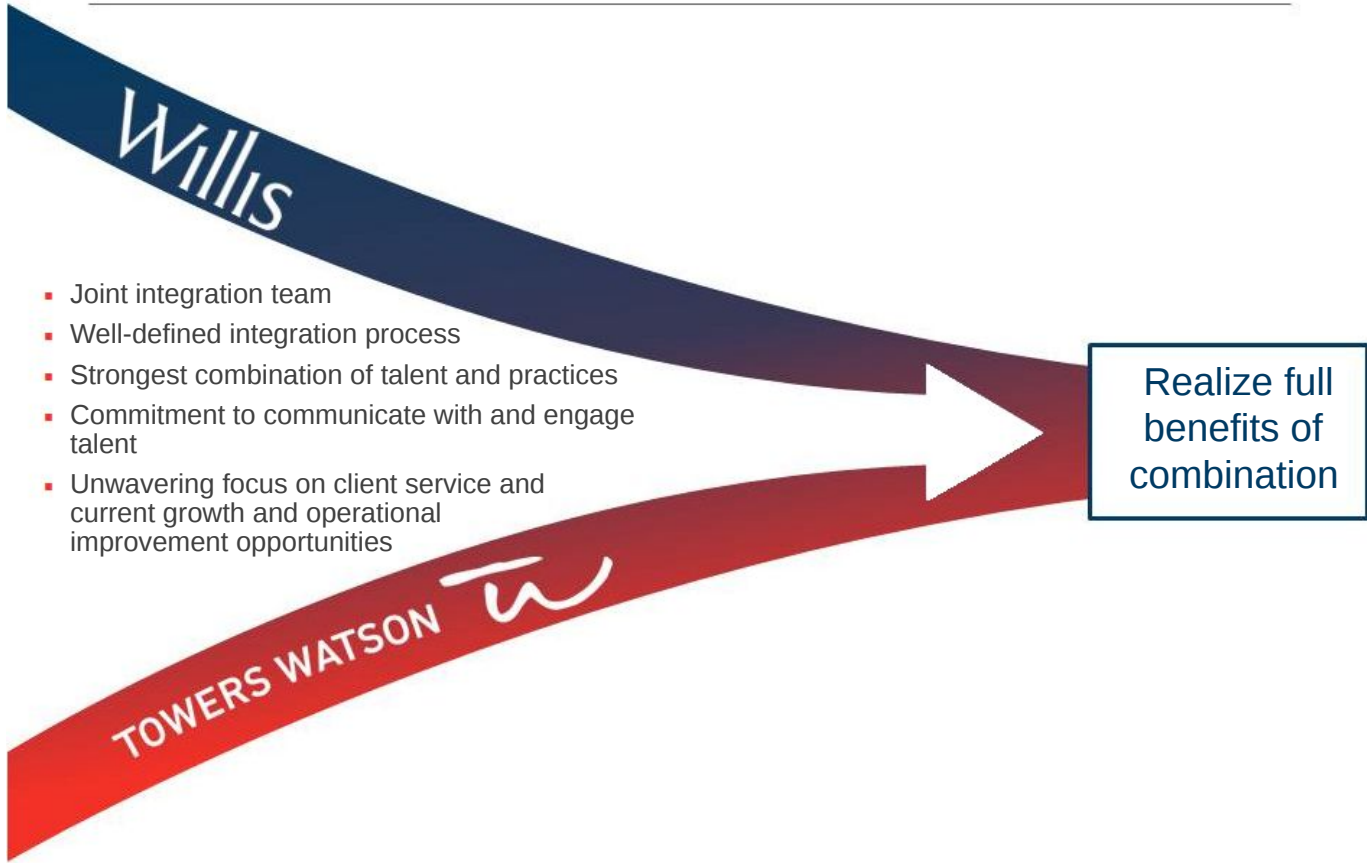 Willis
▪ Joint integration team
▪ Well-defined integration process
▪ Strongest combination of talent and practices
▪ Commitment to communicate with and engage
talent
▪ Unwavering focus on client service and
current growth and operational
improvement opportunities
Realize full
benefits of
combination
TOWERS WATSON TW